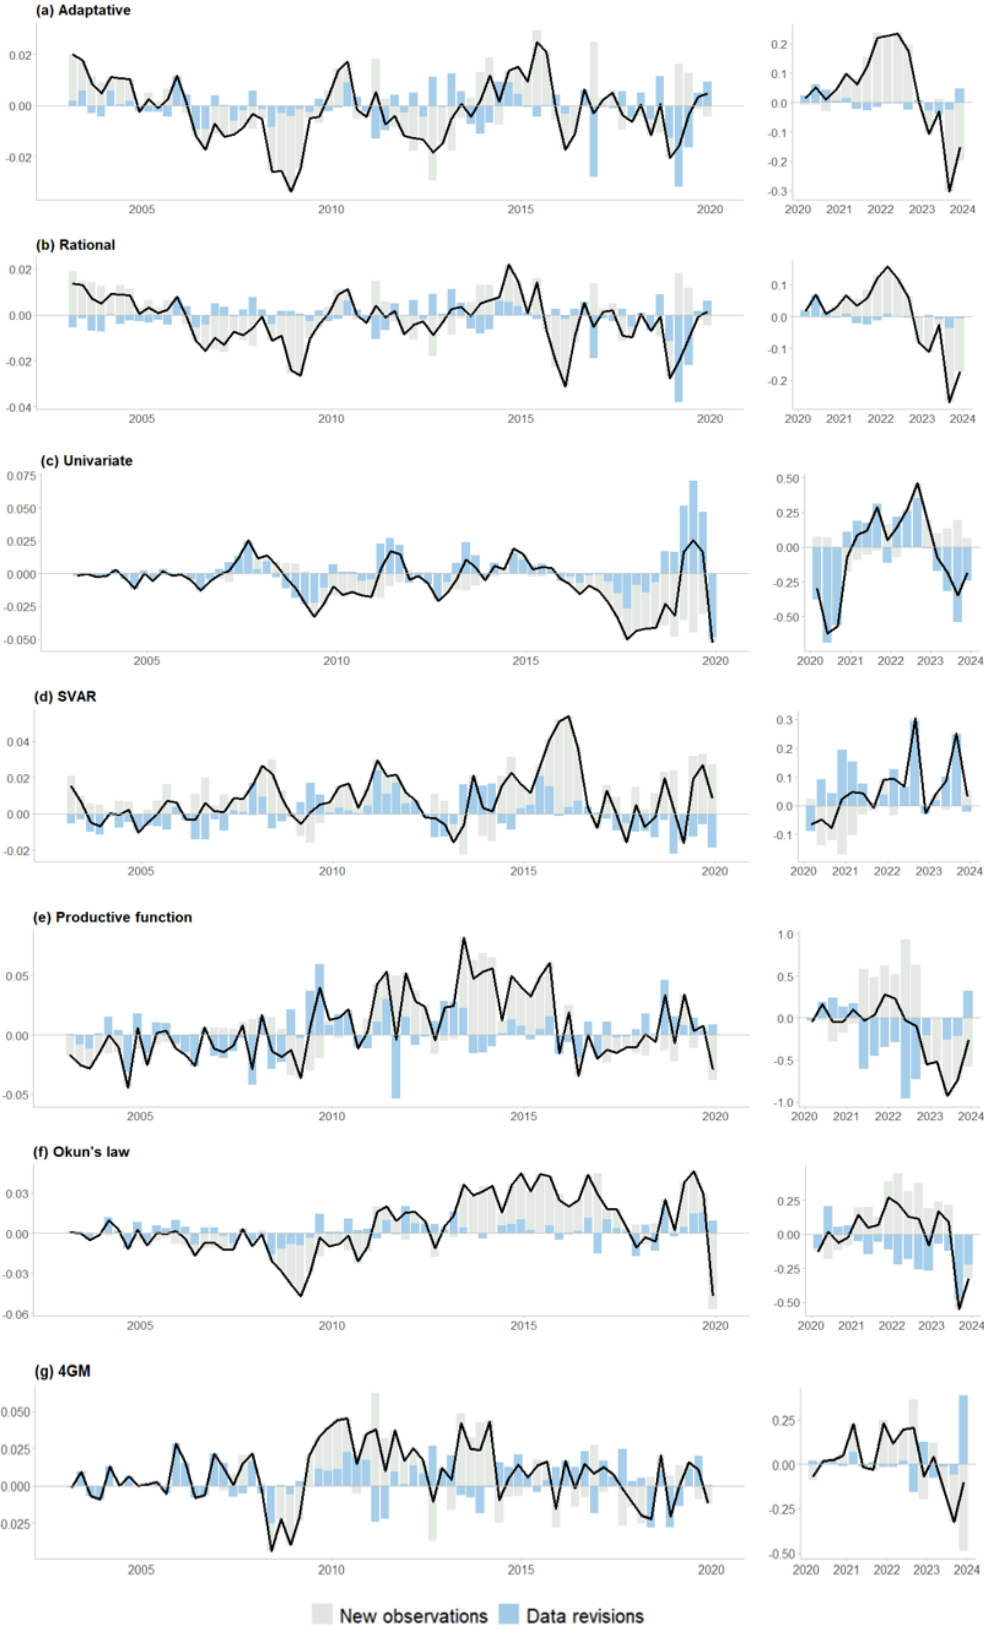 (a) Adaptative
0.02
0.00
-0.02
2005 2010 2015 2020
0.2
0.1
0.0
-0.1
-0.2
-0.3
2020 2021 2022 2023 2024
(b) Rational
0.02
0.00
-0.02
-0.04
2005 2010 2015 2020
0.1
0.0
-0.1
-0.2
2020 2021 2022 2023 2024
(c) Univariate
0.075
0.050
0.025
0.000
-0.025
-0.050
2005 2010 2015 2020
0.50
0.25
0.00
-0.25
-0.50
2020 2021 2022 2023 2024
(d) SVAR
0.04
0.02
0.00
-0.02
2005 2010 2015 2020
0.3
0.2
0.1
0.0
-0.1
2020 2021 2022 2023 2024
(e) Productive function
0.05
0.00
-0.05
2005 2010 2015 2020
1.0
0.5
0.0
-0.5
-1.0
2020 2021 2022 2023 2024
(f) Okun's law
0.03
0.00
-0.03
-0.06
2005 2010 2015 2020
0.25
0.00
-0.25
-0.50
2020 2021 2022 2023 2024
(g) 4GM
0.050
0.025
0.000
0.025
2005 2010 2015 2020
0.25
0.00
-0.25
-0.50
2020 2021 2022 2023 2024
New observations Data revisions